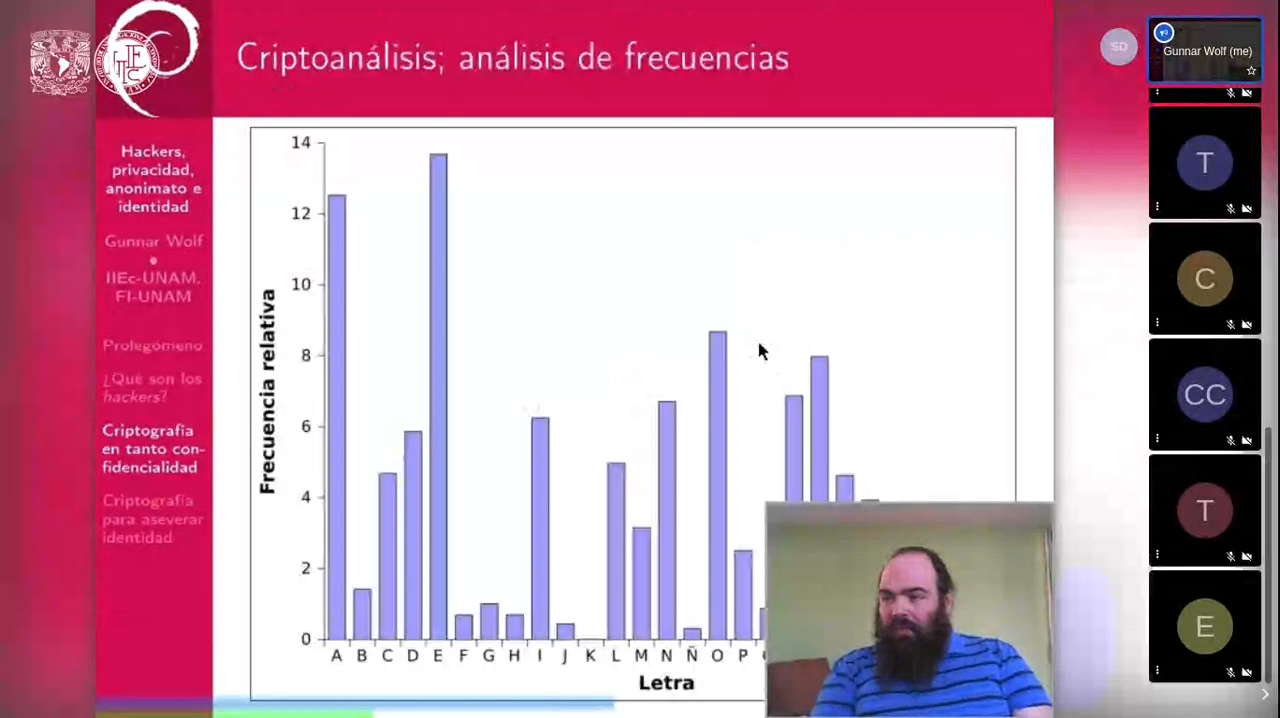 Criptoanálisis; análisis de frecuencias
Hackers,
privacidad,
anonimato e
identidad
Gunnar Wolf
IIEc-UNAM,
FI-UNAM
Prolegómeno
¿Qué son los
hackers?
Criptografía
en tanto con-
fidencialidad
Criptografía
para aseverar
identidad
Frecuencia relativa
14
12
10
8
6
4
2
0
A B C D E F G H I J K L M N Ñ O P
Letra
SD
Gunnar Wolf (me)
T
C
CC
T
E